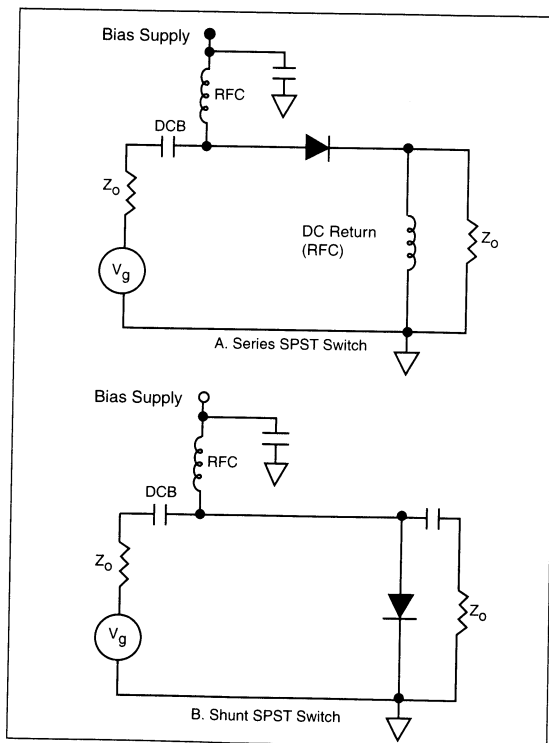 Bias Supply
RFC
DCB
Zo
Vg
DC Return
(RFC)
Zo
A. Series SPST Switch
Bias Supply
RFC
DCB
Zo
Vg
Zo
B. Shunt SPST Switch